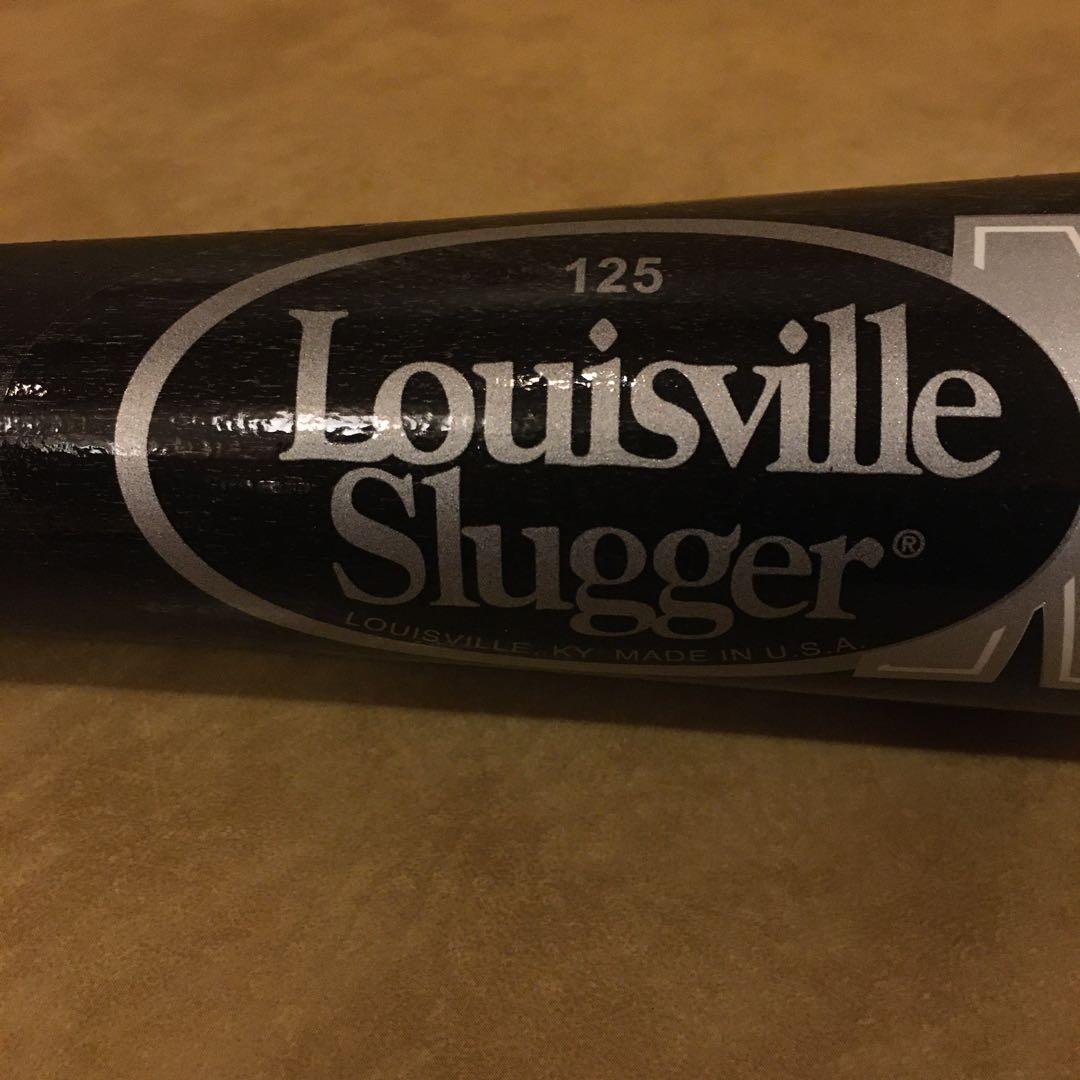 125
Louisville
Slugger®
LOUISVILLE, KY MADE IN U.S.A.